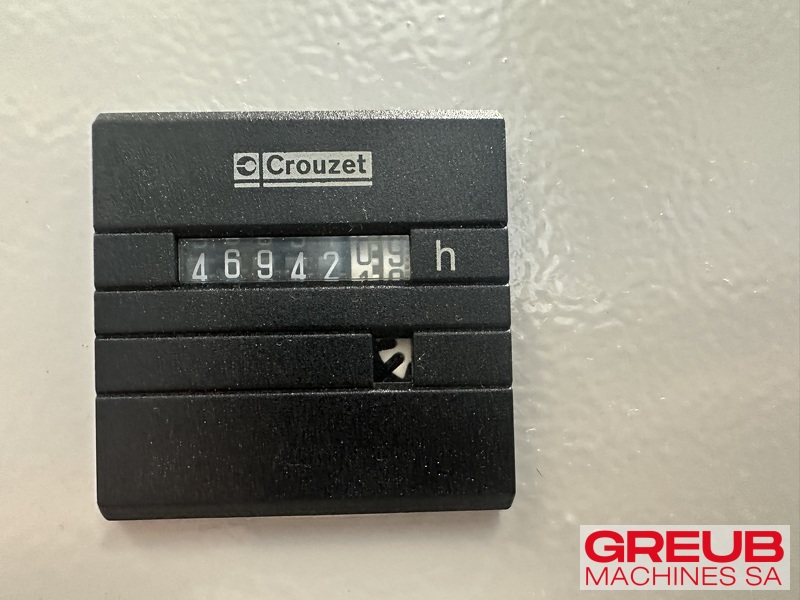 Crouzet
46942 h
GREUB
MACHINES SA